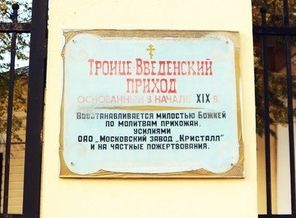 Троице Введенский
приход
основанный в начале XIX в.
Восстанавливается милостью Божией
по молитвам прихожан,
усилиями
ОАО „Московский завод „Кристалл"
и на частные пожертвования.